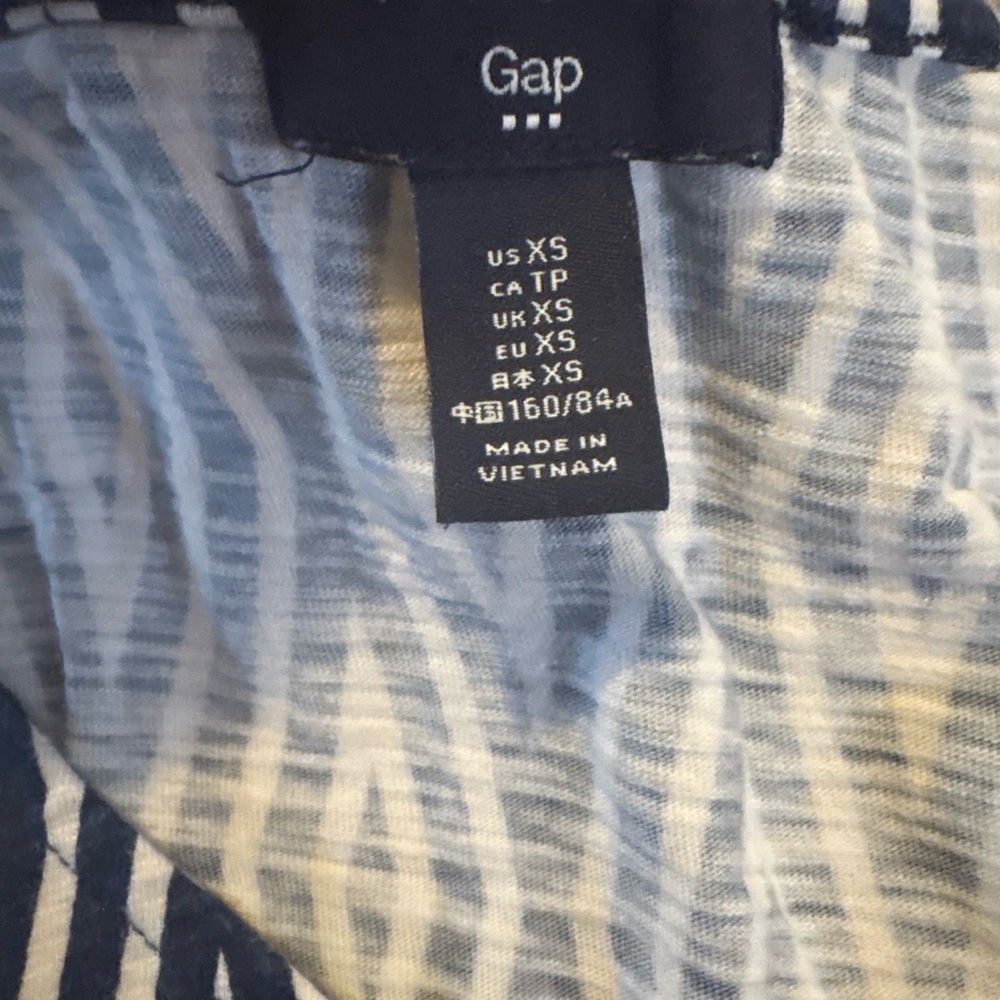 Gap
US XS
CA TP
UK XS
EU XS
日本 XS
中国 160/84A
MADE IN
VIETNAM